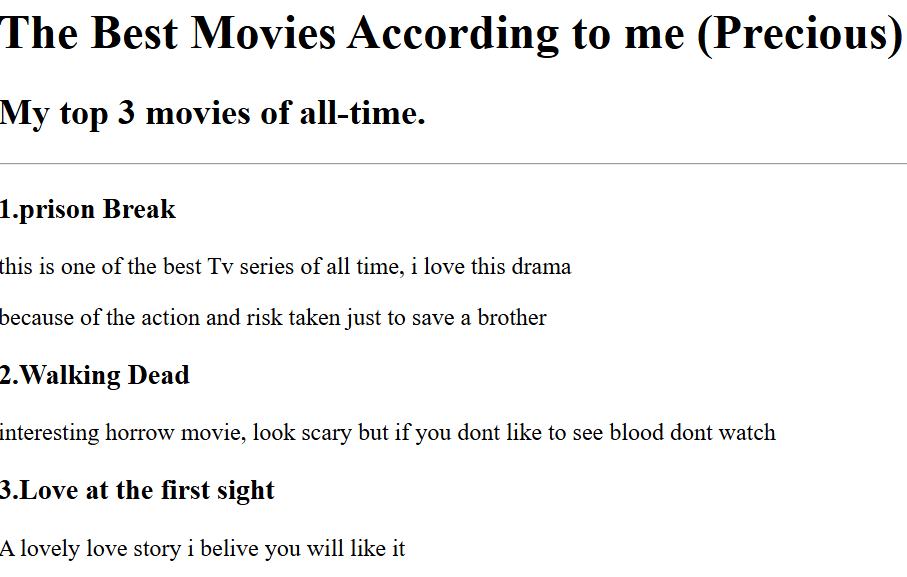 The Best Movies According to me (Precious)
My top 3 movies of all-time.
1.prison Break
this is one of the best Tv series of all time, i love this drama
because of the action and risk taken just to save a brother
2.Walking Dead
interesting horrow movie, look scary but if you dont like to see blood dont watch
3.Love at the first sight
A lovely love story i belive you will like it